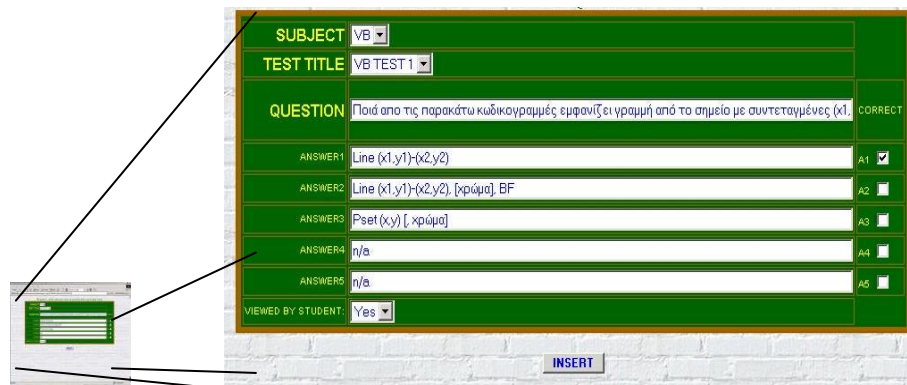 SUBJECT VB
TEST TITLE VB TEST 1
QUESTION Ποιά απο τις παρακάτω κωδικογραμμές εμφανίζει γραμμή από το σημείο με συντεταγμένες (x1, CORRECT
ANSWER1 Line (x1,y1)-(x2,y2) A1
ANSWER2 Line (x1,y1)-(x2,y2), [χρώμα], BF A2
ANSWER3 Pset (x,y) [, χρώμα] A3
ANSWER4 n/a A4
ANSWER5 n/a A5
VIEWED BY STUDENT: Yes
INSERT